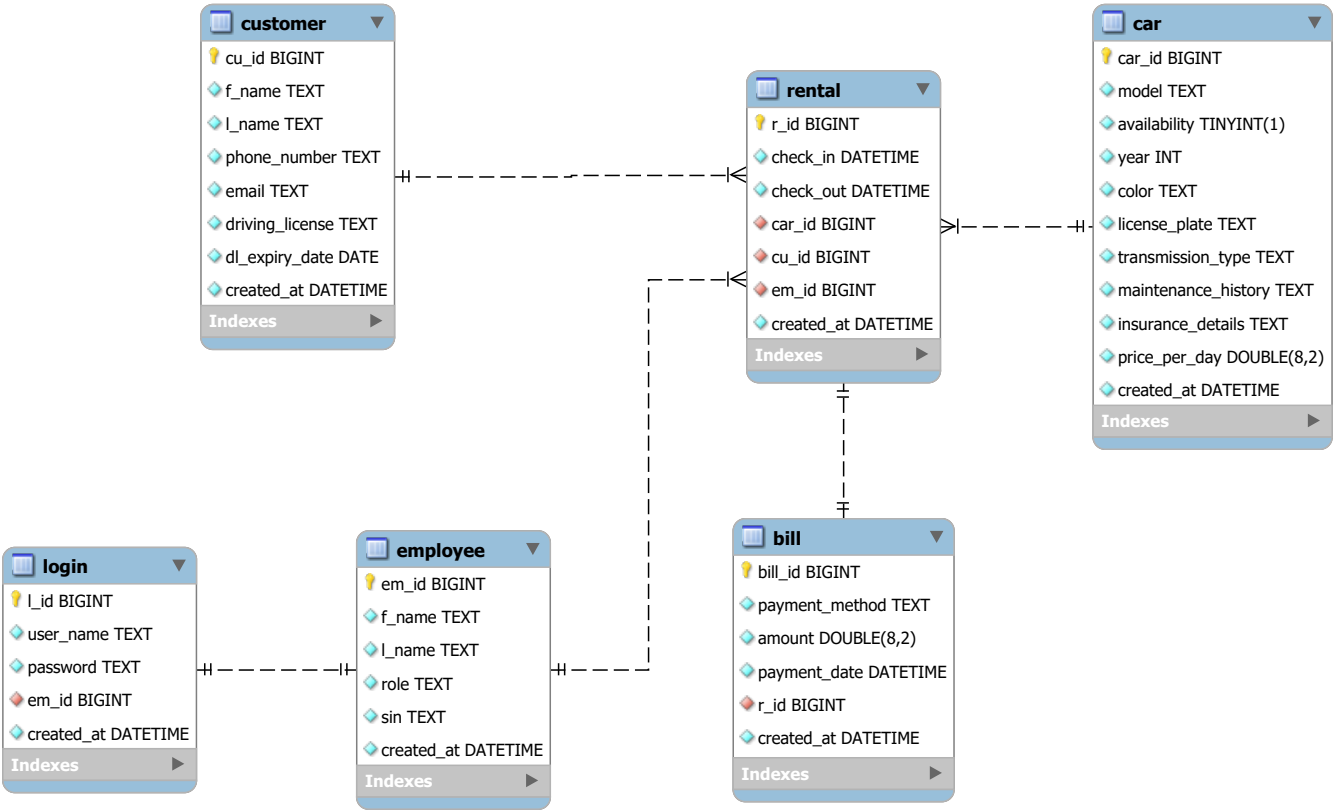 customer
cu_id BIGINT
f_name TEXT
l_name TEXT
phone_number TEXT
email TEXT
driving_license TEXT
dl_expiry_date DATE
created_at DATETIME
Indexes
rental
r_id BIGINT
check_in DATETIME
check_out DATETIME
car_id BIGINT
cu_id BIGINT
em_id BIGINT
created_at DATETIME
Indexes
car
car_id BIGINT
model TEXT
availability TINYINT(1)
year INT
color TEXT
license_plate TEXT
transmission_type TEXT
maintenance_history TEXT
insurance_details TEXT
price_per_day DOUBLE(8,2)
created_at DATETIME
Indexes
login
l_id BIGINT
user_name TEXT
password TEXT
em_id BIGINT
created_at DATETIME
Indexes
employee
em_id BIGINT
f_name TEXT
l_name TEXT
role TEXT
sin TEXT
created_at DATETIME
Indexes
bill
bill_id BIGINT
payment_method TEXT
amount DOUBLE(8,2)
payment_date DATETIME
r_id BIGINT
created_at DATETIME
Indexes